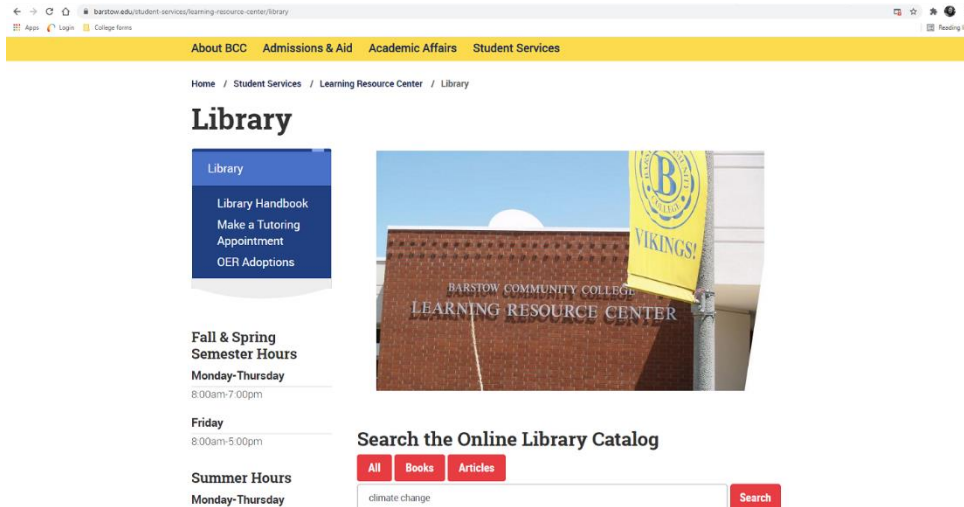 barstow.edu/student-services/learning-resource-center/library
Apps Login College forms
Reading
About BCC Admissions & Aid Academic Affairs Student Services
Home / Student Services / Learning Resource Center / Library
Library
Library
Library Handbook
Make a Tutoring
Appointment
OER Adoptions
B
COLLEGE
VIKINGS!
BARSTOW COMMUNITY COLLEGE
LEARNING RESOURCE CENTER
Fall & Spring
Semester Hours
Monday-Thursday
8:00am-7:00pm
Friday
8:00am-5:00pm
Summer Hours
Monday-Thursday
Search the Online Library Catalog
All Books Articles
climate change Search